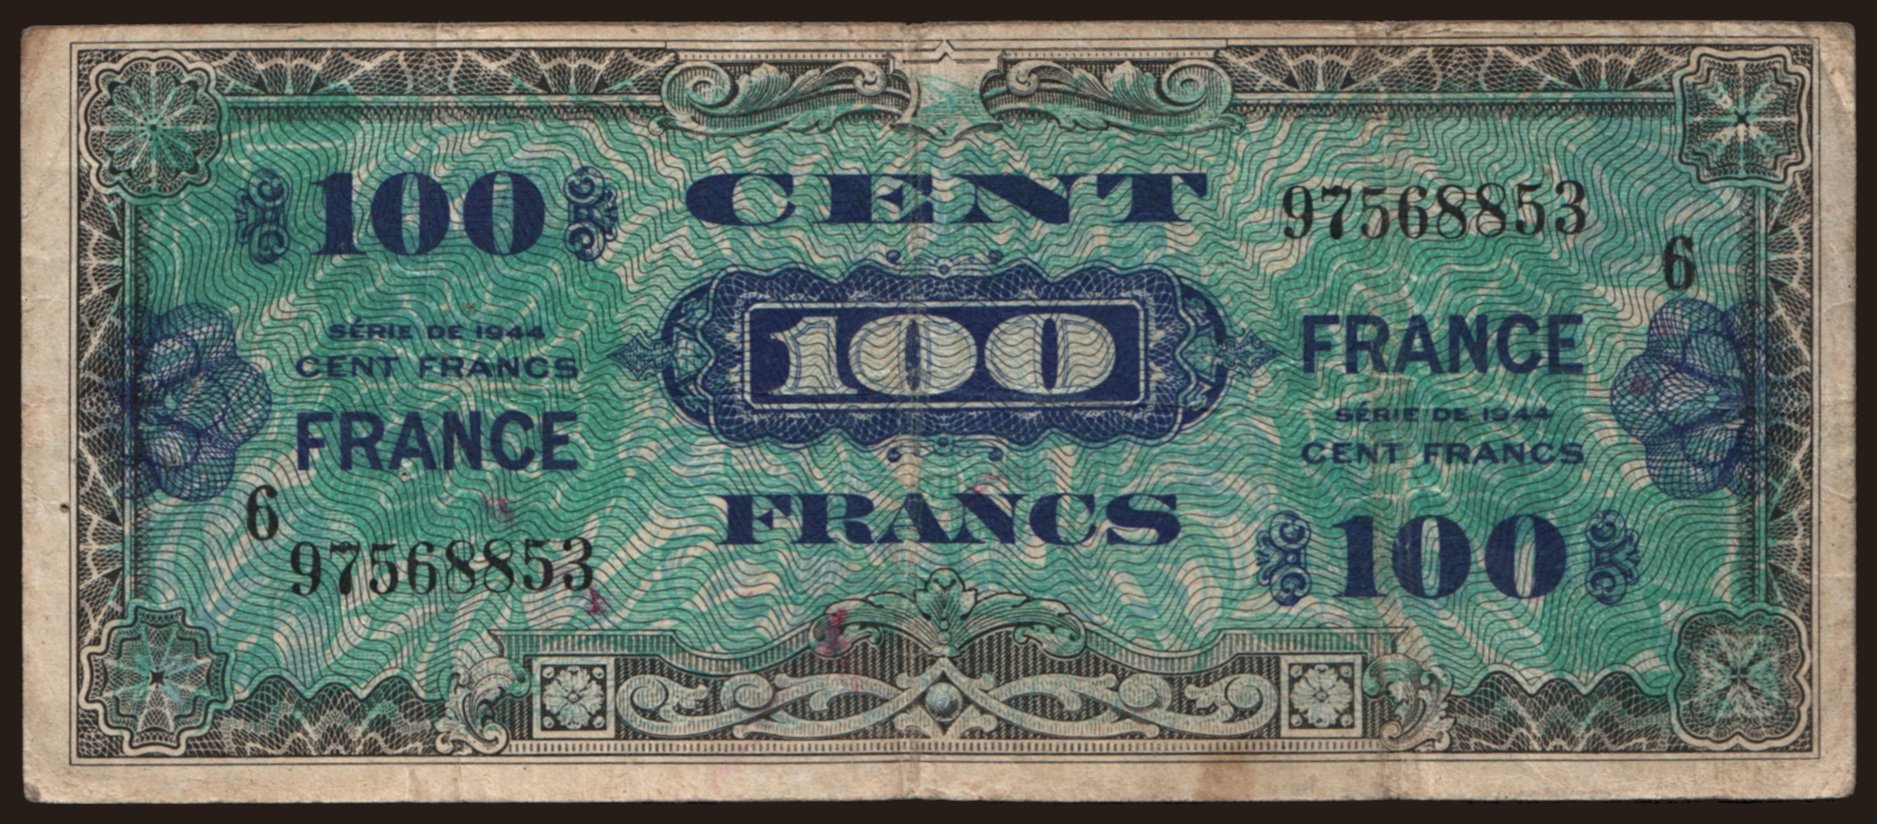 100
CENT
97568853
6
SÉRIE DE 1944
CENT FRANCS
FRANCE
100
FRANCE
SÉRIE DE 1944
CENT FRANCS
6
97568853
FRANCS
100